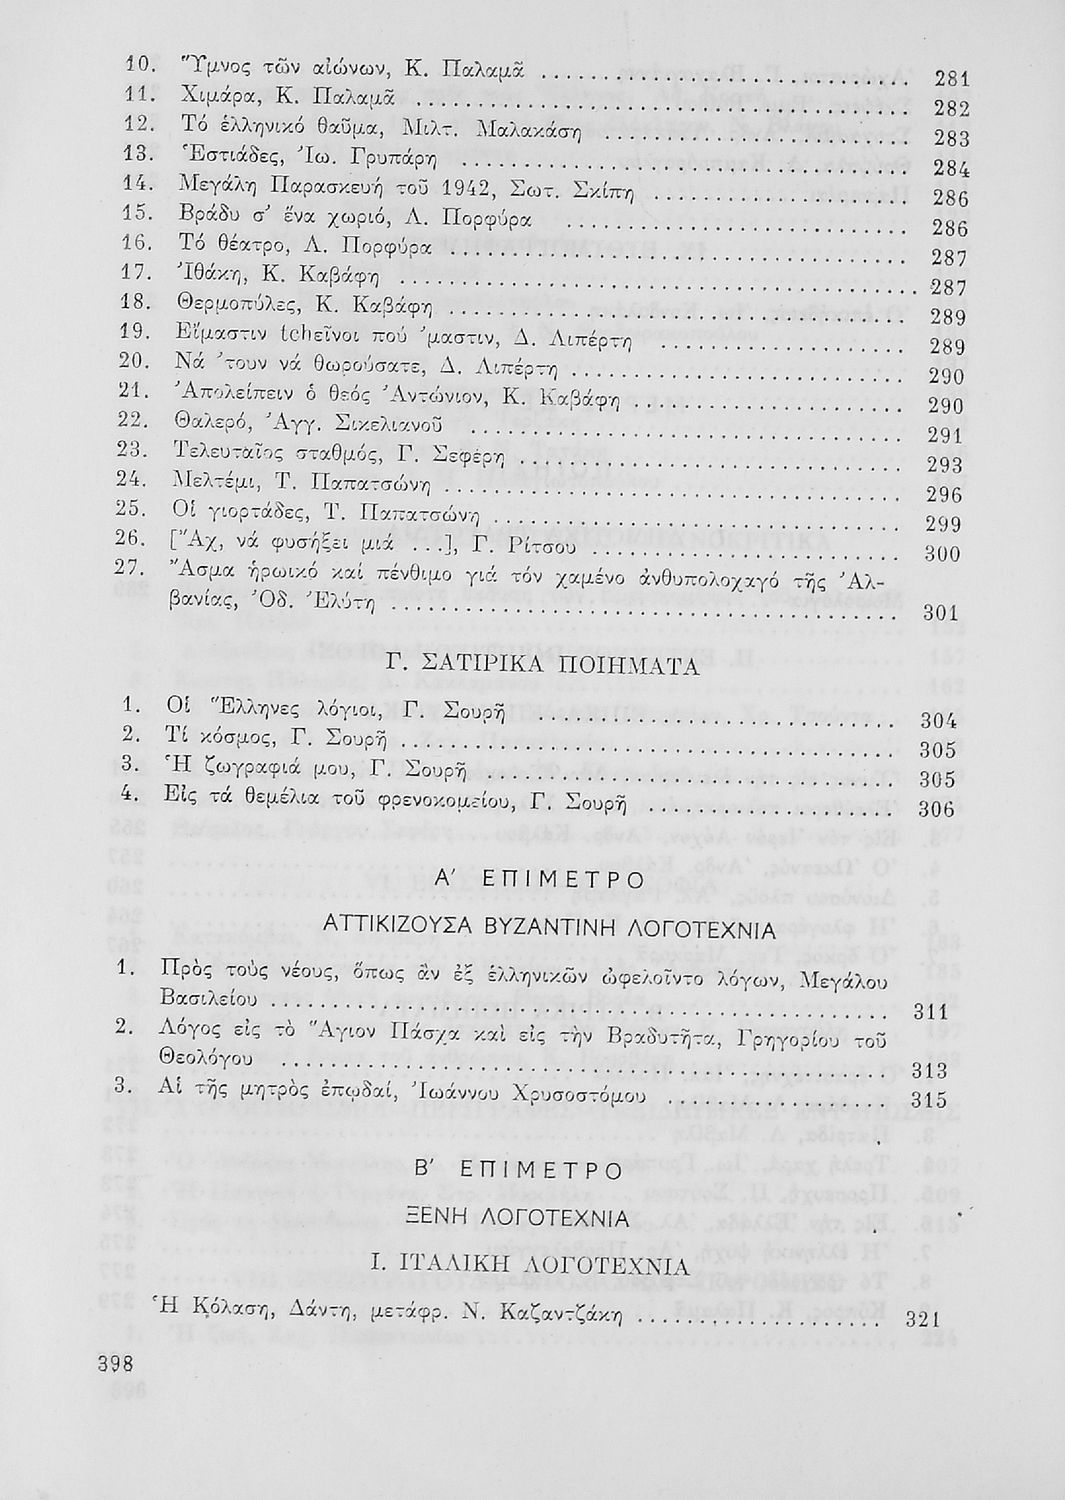 10. Ὕμνος τῶν αἰώνων, Κ. Παλαμᾶ ........ 281
11. Χιμάρα, Κ. Παλαμᾶ ........ 282
12. Τό ἑλληνικό θαῦμα, Μιλτ. Μαλακάση ........ 283
13. Ἑστιάδες, Ἰω. Γρυπάρη ........ 284
14. Μεγάλη Παρασκευή τοῦ 1942, Σωτ. Σκίπη ........ 286
15. Βράδυ σ' ἕνα χωριό, Λ. Πορφύρα ........ 286
16. Τό θέατρο, Λ. Πορφύρα ........ 287
17. Ἰθάκη, Κ. Καβάφη ........ 287
18. Θερμοπύλες, Κ. Καβάφη ........ 289
19. Εἴμαστιν tcheῖνοι πού 'μαστιν, Δ. Λιπέρτη ........ 289
20. Νά 'τουν νά θωρούσατε, Δ. Λιπέρτη ........ 290
21. Ἀπολείπειν ὁ θεός Ἀντώνιον, Κ. Καβάφη ........ 290
22. Θαλερό, Ἀγγ. Σικελιανοῦ ........ 291
23. Τελευταῖος σταθμός, Γ. Σεφέρη ........ 293
24. Μελτέμι, Τ. Παπατσώνη ........ 296
25. Οἱ γιορτάδες, Τ. Παπατσώνη ........ 299
26. [Ἄχ, νά φυσήξει μιά ...], Γ. Ρίτσου ........ 300
27. Ἄσμα ἡρωικό καί πένθιμο γιά τόν χαμένο ἀνθυπολοχαγό τῆς Ἀλ-
βανίας, Ὀδ. Ἐλύτη ........ 301
Γ. ΣΑΤΙΡΙΚΑ ΠΟΙΗΜΑΤΑ
1. Οἱ Ἕλληνες λόγιοι, Γ. Σουρῆ ........ 304
2. Τί κόσμος, Γ. Σουρῆ ........ 305
3. Ἡ ζωγραφιά μου, Γ. Σουρῆ ........ 305
4. Εἰς τά θεμέλια τοῦ φρενοκομείου, Γ. Σουρῆ ........ 306
Α' ΕΠΙΜΕΤΡΟ
ΑΤΤΙΚΙΖΟΥΣΑ ΒΥΖΑΝΤΙΝΗ ΛΟΓΟΤΕΧΝΙΑ
1. Πρὸς τοὺς νέους, ὅπως ἂν ἐξ ἑλληνικῶν ὠφελοῖντο λόγων, Μεγάλου
Βασιλείου ........ 311
2. Λόγος εἰς τὸ Ἅγιον Πάσχα καὶ εἰς τὴν Βραδυτῆτα, Γρηγορίου τοῦ
Θεολόγου ........ 313
3. Αἱ τῆς μητρὸς ἐπῳδαί, Ἰωάννου Χρυσοστόμου ........ 315
Β' ΕΠΙΜΕΤΡΟ
ΞΕΝΗ ΛΟΓΟΤΕΧΝΙΑ
Ι. ΙΤΑΛΙΚΗ ΛΟΓΟΤΕΧΝΙΑ
Ἡ Κόλαση, Δάντη, μετάφρ. Ν. Καζαντζάκη ........ 321
398